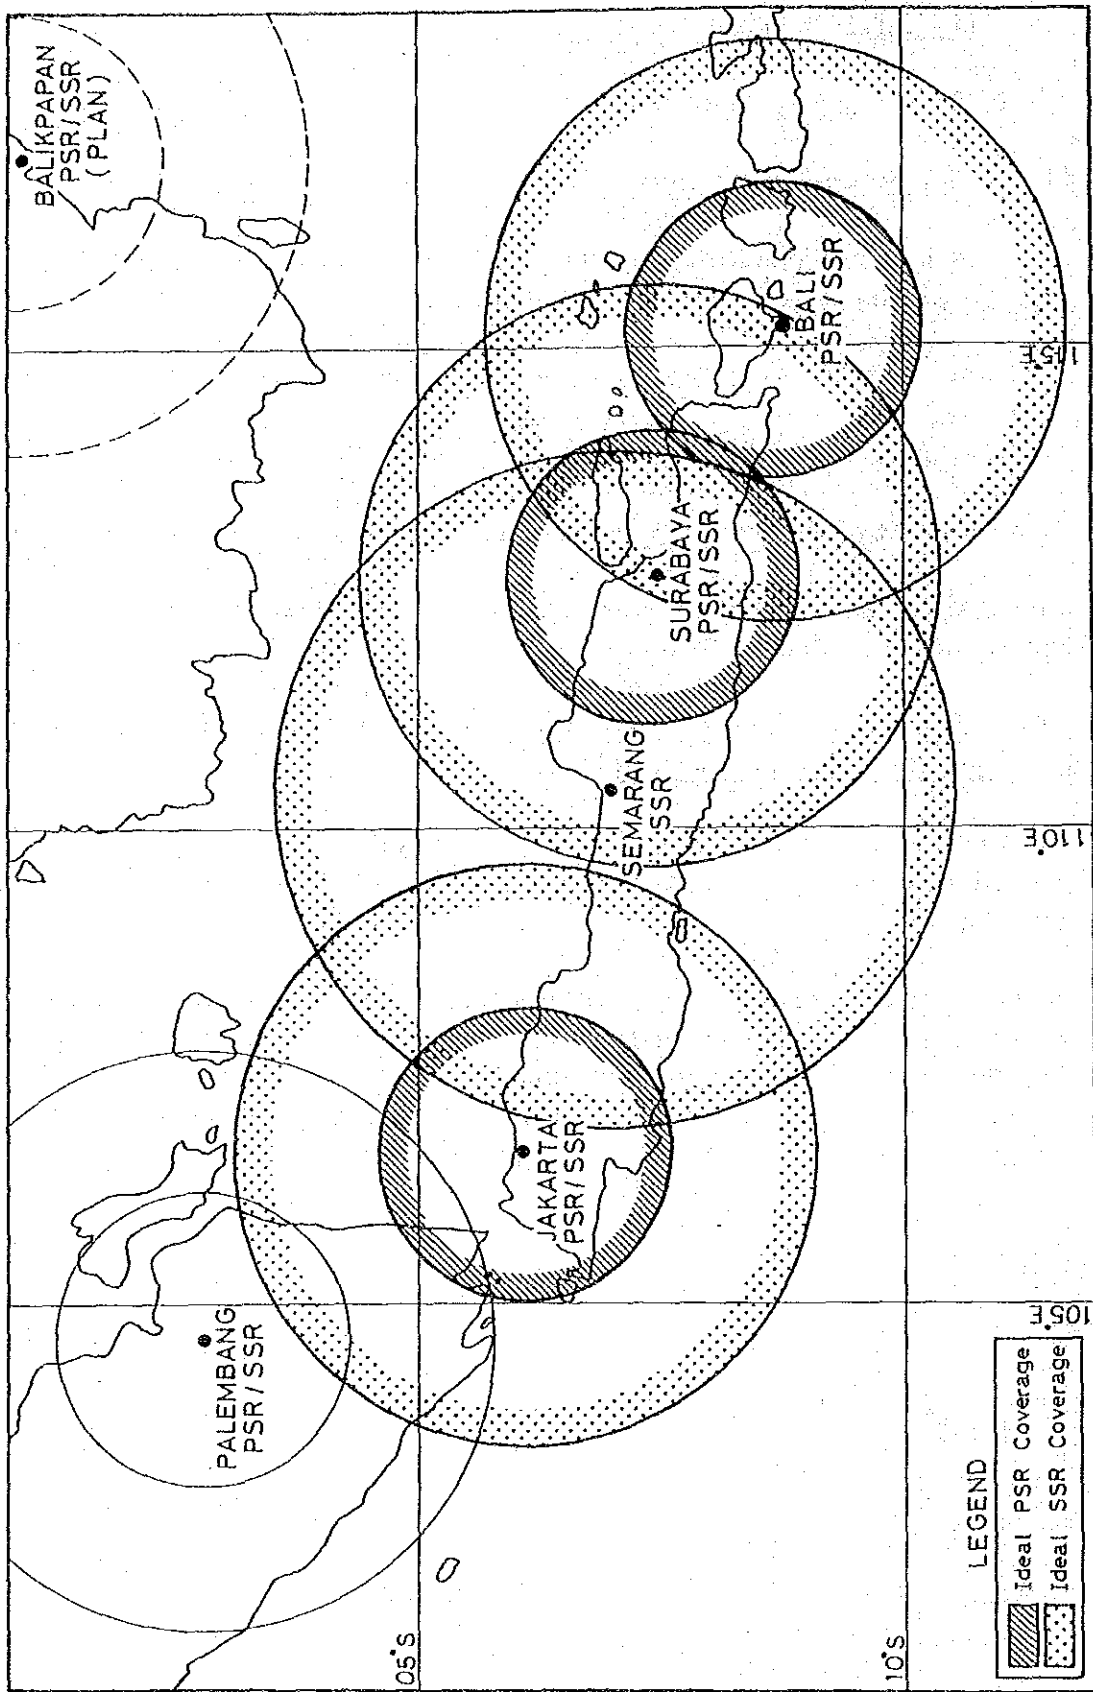 BALIKPAPAN
PSR/SSR
(PLAN)
PALEMBANG
PSR/SSR
JAKARTA
PSR/SSR
SEMARANG
SSR
SURABAYA
PSR/SSR
BALI
PSR/SSR
05°S
10°S
105°E
110°E
115°E
LEGEND
Ideal PSR Coverage
Ideal SSR Coverage